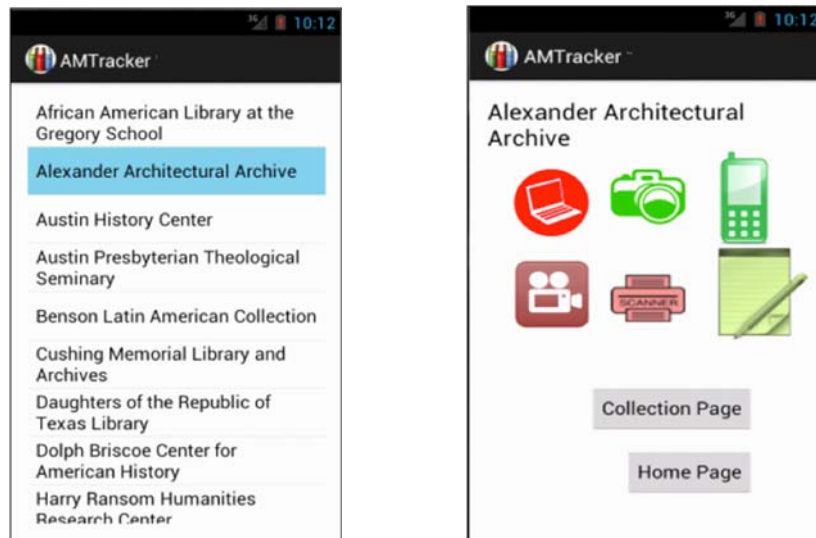 3G 10:12
AMTracker
African American Library at the
Gregory School
Alexander Architectural Archive
Austin History Center
Austin Presbyterian Theological
Seminary
Benson Latin American Collection
Cushing Memorial Library and
Archives
Daughters of the Republic of
Texas Library
Dolph Briscoe Center for
American History
Harry Ransom Humanities
Research Center
3G 10:12
AMTracker
Alexander Architectural
Archive
SCANNER
Collection Page
Home Page